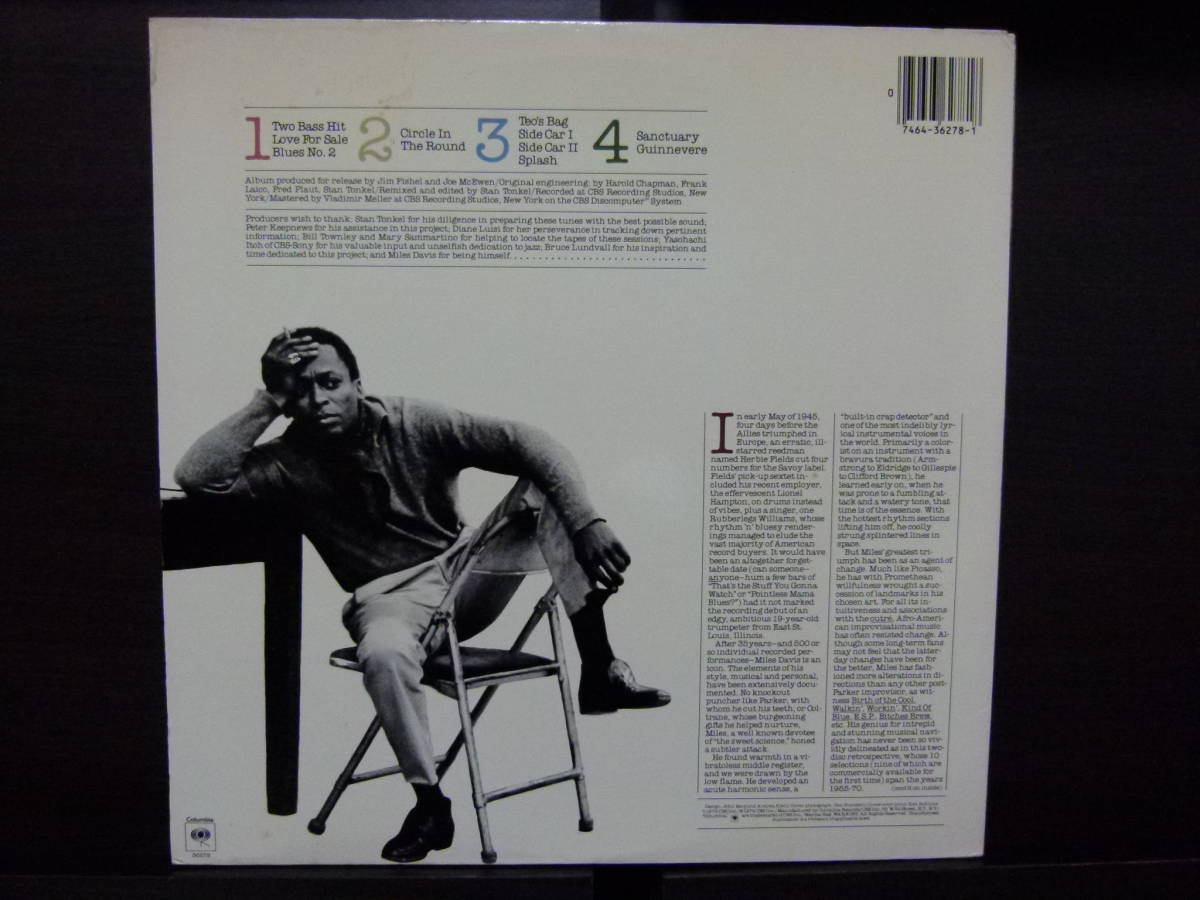 0
7464-36278-1
1
Two Bass Hit
Love For Sale
Blues No. 2
2
Circle In
The Round
3
Teo's Bag
Side Car I
Side Car II
Splash
4
Sanctuary
Guinnevere
Album produced for release by Jim Fishel and Joe McEwen/Original engineering: by Harold Chapman, Frank
Laico, Fred Plaut, Stan Tonkel/Remixed and edited by Stan Tonkel/Recorded at CBS Recording Studios, New
York/Mastered by Vladimir Meller at CBS Recording Studios, New York on the CBS Discomputer™ System
Producers wish to thank: Stan Tonkel for his diligence in preparing these tunes with the best possible sound;
Peter Keepnews for his assistance in this project; Diane Luisi for her perseverance in tracking down pertinent
information; Bill Townley and Mary Sammartino for helping to locate the tapes of these sessions; Yasohachi
Itoh of CBS-Sony for his valuable input and unselfish dedication to jazz; Bruce Lundvall for his inspiration and
time dedicated to this project; and Miles Davis for being himself.
In early May of 1945,
four days before the
Allies triumphed in
Europe, an erratic, ill-
starred reedman
named Herbie Fields cut four
numbers for the Savoy label.
Fields' pick-up sextet in-
cluded his recent employer,
the effervescent Lionel
Hampton, on drums instead
of vibes, plus a singer, one
Rubberlegs Williams, whose
rhythm 'n' bluesy render-
ings managed to elude the
vast majority of American
record buyers. It would have
been an altogether forget-
table date (can someone—
anyone—hum a few bars of
"That's the Stuff You Gonna
Watch" or "Pointless Mama
Blues?") had it not marked
the recording debut of an
edgy, ambitious 19-year-old
trumpeter from East St.
Louis, Illinois.
After 35 years—and 500 or
so individual recorded per-
formances—Miles Davis is an
icon. The elements of his
style, musical and personal,
have been extensively docu-
mented. No knockout
puncher like Parker, with
whom he cut his teeth, or Col-
trane, whose burgeoning
gifts he helped nurture,
Miles, a well known devotee
of "the sweet science," honed
a subtler attack.
He found warmth in a vi-
bratoless middle register,
and we were drawn by the
low flame. He developed an
acute harmonic sense, a
"built-in crap detector" and
one of the most indelibly lyr-
ical instrumental voices in
the world. Primarily a color-
ist on an instrument with a
bravura tradition (Arm-
strong to Eldridge to Gillespie
to Clifford Brown), he
learned early on, when he
was prone to a fumbling at-
tack and a watery tone, that
time is of the essence. With
the hottest rhythm sections
lifting him off, he coolly
strung splintered lines in
space.
But Miles' greatest tri-
umph has been as an agent of
change. Much like Picasso,
he has with Promethean
willfulness wrought a suc-
cession of landmarks in his
chosen art. For all its in-
tuitiveness and associations
with the outré, Afro-Ameri-
can improvisational music
has often resisted change. Al-
though some long-term fans
may not feel that the latter-
day changes have been for
the better, Miles has fash-
ioned more alterations in di-
rections than any other post-
Parker improvisor, as wit-
ness Birth of the Cool,
Walkin', Workin', Kind Of
Blue, E.S.P., Bitches Brew,
etc. His genius for intrepid
and stunning musical navi-
gation has never been so viv-
idly delineated as in this two-
disc retrospective, whose 10
selections (nine of which are
commercially available for
the first time) span the years
1955-70. (cont'd on inside)
Columbia
36278